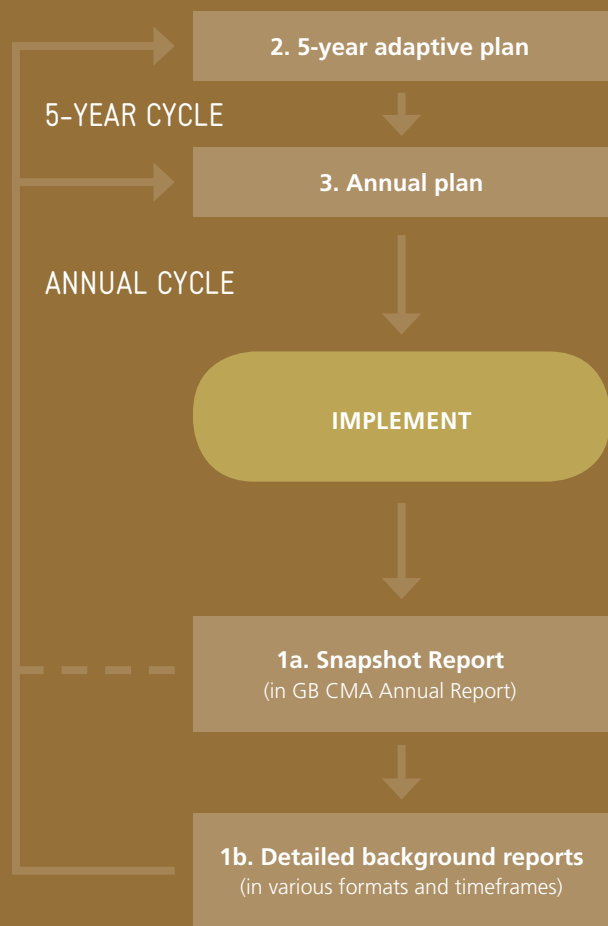 2. 5-year adaptive plan
5-YEAR CYCLE
3. Annual plan
ANNUAL CYCLE
IMPLEMENT
1a. Snapshot Report
(in GB CMA Annual Report)
1b. Detailed background reports
(in various formats and timeframes)